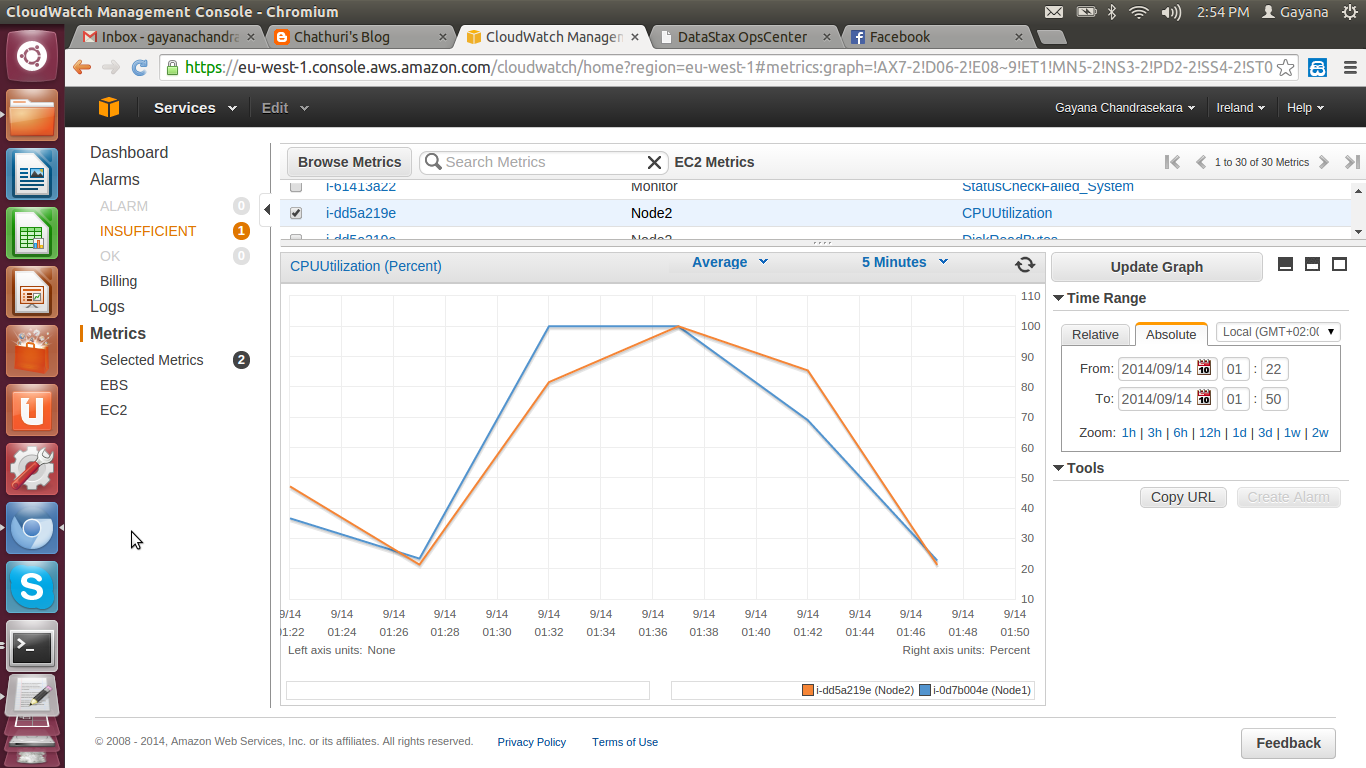 CloudWatch Management Console - Chromium
2:54 PM Gayana
Inbox - gayanachandra
Chathuri's Blog
CloudWatch Managemen
DataStax OpsCenter
Facebook
https://eu-west-1.console.aws.amazon.com/cloudwatch/home?region=eu-west-1#metrics:graph=!AX7-2!D06-2!E08~9!ET1!MN5-2!NS3-2!PD2-2!SS4-2!ST0
Services Edit
Gayana Chandrasekara Ireland Help
Dashboard
Alarms
ALARM 0
INSUFFICIENT 1
OK 0
Billing
Logs
Metrics
Selected Metrics 2
EBS
EC2
Browse Metrics Search Metrics EC2 Metrics 1 to 30 of 30 Metrics
i-61413a22 Monitor StatusCheckFailed_System
i-dd5a219e Node2 CPUUtilization
i-dd5a219e Node2 DiskReadBytes
CPUUtilization (Percent) Average 5 Minutes
110
100
90
80
70
60
50
40
30
20
10
9/14 9/14 9/14 9/14 9/14 9/14 9/14 9/14 9/14 9/14 9/14 9/14 9/14 9/14 9/14
01:22 01:24 01:26 01:28 01:30 01:32 01:34 01:36 01:38 01:40 01:42 01:44 01:46 01:48 01:50
Left axis units: None Right axis units: Percent
i-dd5a219e (Node2) i-0d7b004e (Node1)
Update Graph
Time Range
Relative Absolute Local (GMT+02:00
From: 2014/09/14 10 01 : 22
To: 2014/09/14 10 01 : 50
Zoom: 1h | 3h | 6h | 12h | 1d | 3d | 1w | 2w
Tools
Copy URL Create Alarm
© 2008 - 2014, Amazon Web Services, Inc. or its affiliates. All rights reserved. Privacy Policy Terms of Use
Feedback